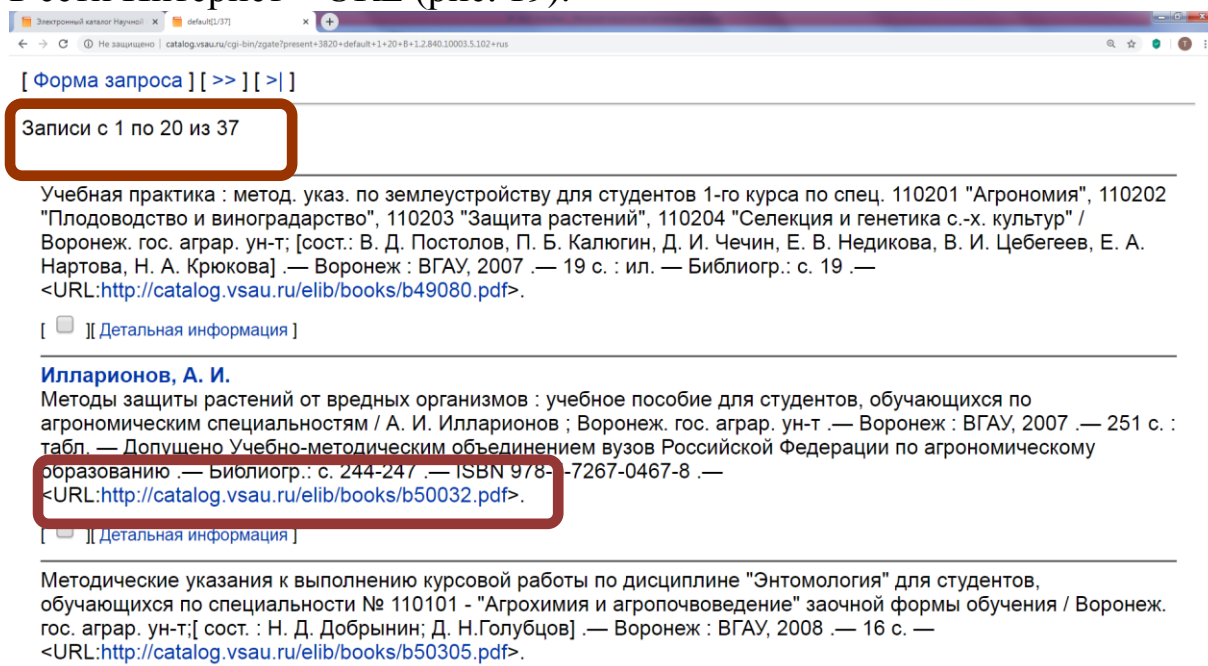 В сети Интернет – URL (рис. 19).
Электронный каталог Научной
default[1/37]
Не защищено | catalog.vsau.ru/cgi-bin/zgate?present+3820+default+1+20+B+1.2.840.10003.5.102+rus
[ Форма запроса ] [ >> ] [ >| ]
Записи с 1 по 20 из 37
Учебная практика : метод. указ. по землеустройству для студентов 1-го курса по спец. 110201 "Агрономия", 110202
"Плодоводство и виноградарство", 110203 "Защита растений", 110204 "Селекция и генетика с.-х. культур" /
Воронеж. гос. аграр. ун-т; [сост.: В. Д. Постолов, П. Б. Калюгин, Д. И. Чечин, Е. В. Недикова, В. И. Цебегеев, Е. А.
Нартова, Н. А. Крюкова] .— Воронеж : ВГАУ, 2007 .— 19 с. : ил. — Библиогр.: с. 19 .—
<URL:http://catalog.vsau.ru/elib/books/b49080.pdf>.
[ ][ Детальная информация ]
Илларионов, А. И.
Методы защиты растений от вредных организмов : учебное пособие для студентов, обучающихся по
агрономическим специальностям / А. И. Илларионов ; Воронеж. гос. аграр. ун-т .— Воронеж : ВГАУ, 2007 .— 251 с. :
табл. — Допущено Учебно-методическим объединением вузов Российской Федерации по агрономическому
образованию .— Библиогр.: с. 244-247 .— ISBN 978- -7267-0467-8 .—
<URL:http://catalog.vsau.ru/elib/books/b50032.pdf>.
[ ][ Детальная информация ]
Методические указания к выполнению курсовой работы по дисциплине "Энтомология" для студентов,
обучающихся по специальности № 110101 - "Агрохимия и агропочвоведение" заочной формы обучения / Воронеж.
гос. аграр. ун-т;[ сост. : Н. Д. Добрынин; Д. Н.Голубцов] .— Воронеж : ВГАУ, 2008 .— 16 с. —
<URL:http://catalog.vsau.ru/elib/books/b50305.pdf>.